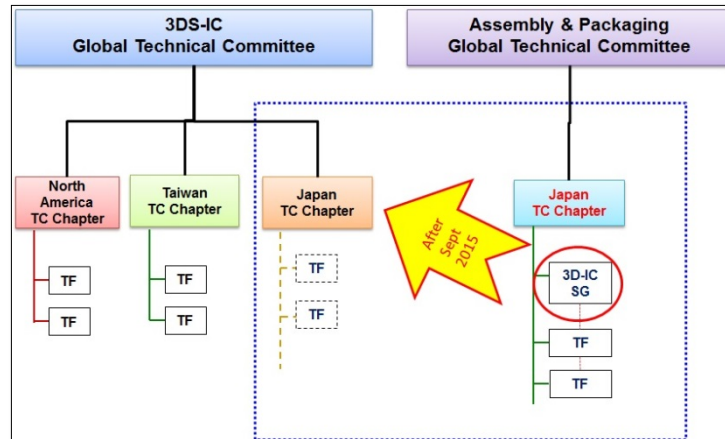 3DS-IC
Global Technical Committee
Assembly & Packaging
Global Technical Committee
North
America
TC Chapter
Taiwan
TC Chapter
Japan
TC Chapter
Japan
TC Chapter
After
Sept
2015
TF
TF
TF
TF
TF
TF
3D-IC
SG
TF
TF